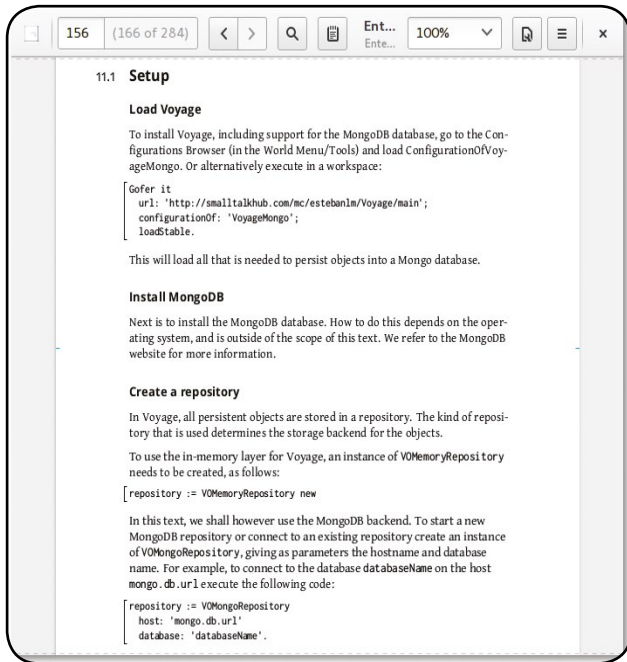 156 (166 of 284) Ent... 100%
Ente...
11.1 Setup
Load Voyage
To install Voyage, including support for the MongoDB database, go to the Con-
figurations Browser (in the World Menu/Tools) and load ConfigurationOfVoy-
ageMongo. Or alternatively execute in a workspace:
Gofer it
url: 'http://smalltalkhub.com/mc/estebanlm/Voyage/main';
configurationOf: 'VoyageMongo';
loadStable.
This will load all that is needed to persist objects into a Mongo database.
Install MongoDB
Next is to install the MongoDB database. How to do this depends on the oper-
ating system, and is outside of the scope of this text. We refer to the MongoDB
website for more information.
Create a repository
In Voyage, all persistent objects are stored in a repository. The kind of reposi-
tory that is used determines the storage backend for the objects.
To use the in-memory layer for Voyage, an instance of VOMemoryRepository
needs to be created, as follows:
repository := VOMemoryRepository new
In this text, we shall however use the MongoDB backend. To start a new
MongoDB repository or connect to an existing repository create an instance
of VOMongoRepository, giving as parameters the hostname and database
name. For example, to connect to the database databaseName on the host
mongo.db.url execute the following code:
repository := VOMongoRepository
host: 'mongo.db.url'
database: 'databaseName'.